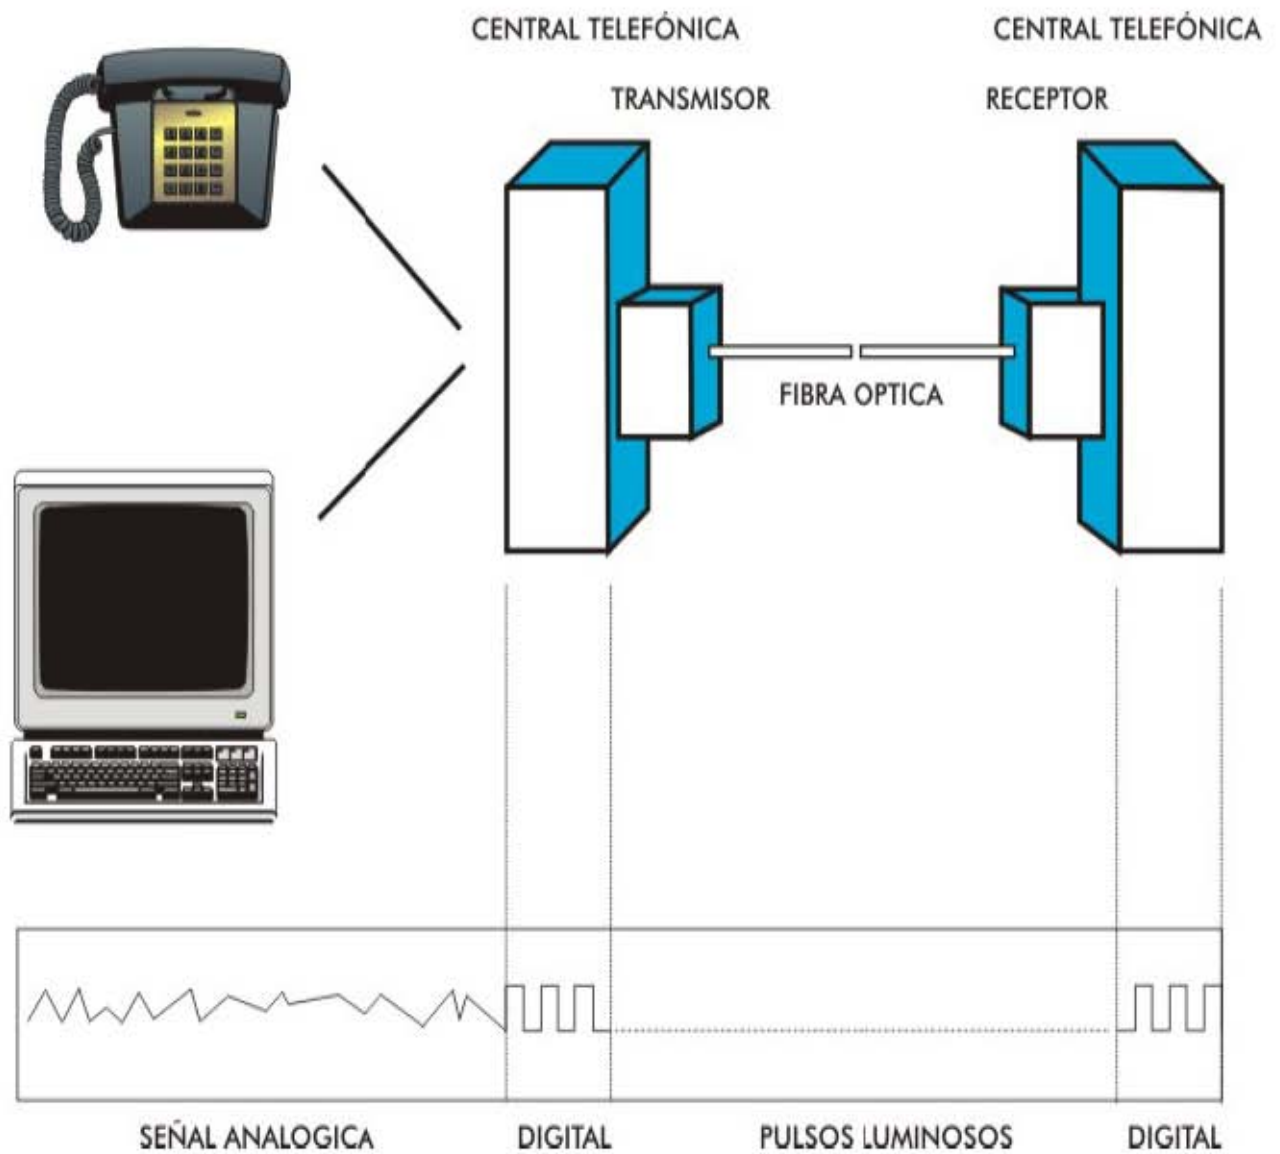 CENTRAL TELEFÓNICA
CENTRAL TELEFÓNICA
TRANSMISOR
RECEPTOR
FIBRA OPTICA
SEÑAL ANALOGICA
DIGITAL
PULSOS LUMINOSOS
DIGITAL